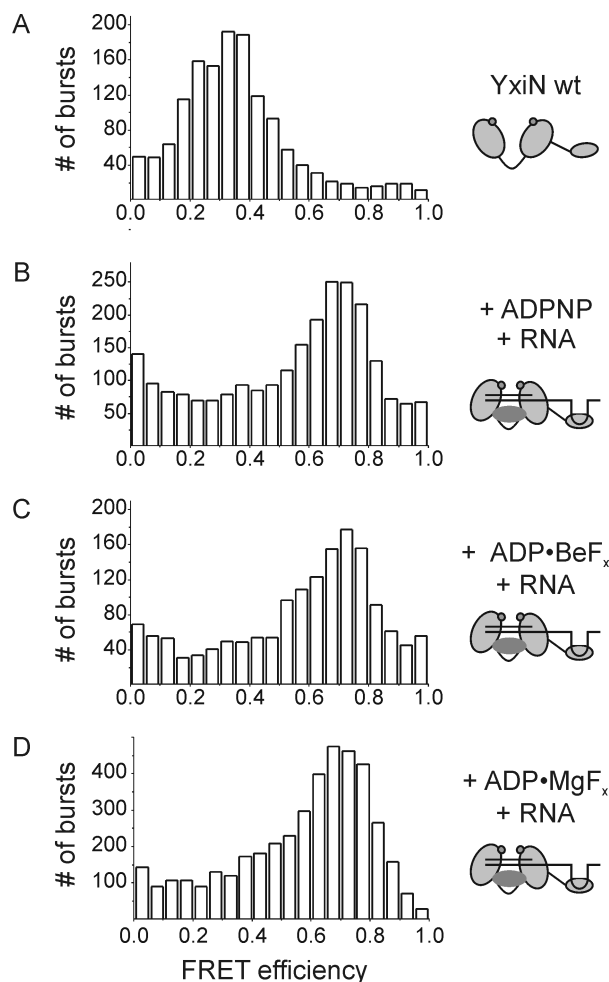 A
# of bursts
200
160
120
80
40
0.0 0.2 0.4 0.6 0.8 1.0
YxiN wt
B
# of bursts
250
200
150
100
50
0.0 0.2 0.4 0.6 0.8 1.0
+ ADPNP
+ RNA
C
# of bursts
200
160
120
80
40
0.0 0.2 0.4 0.6 0.8 1.0
+ ADP•BeFₓ
+ RNA
D
# of bursts
400
300
200
100
0.0 0.2 0.4 0.6 0.8 1.0
FRET efficiency
+ ADP•MgFₓ
+ RNA